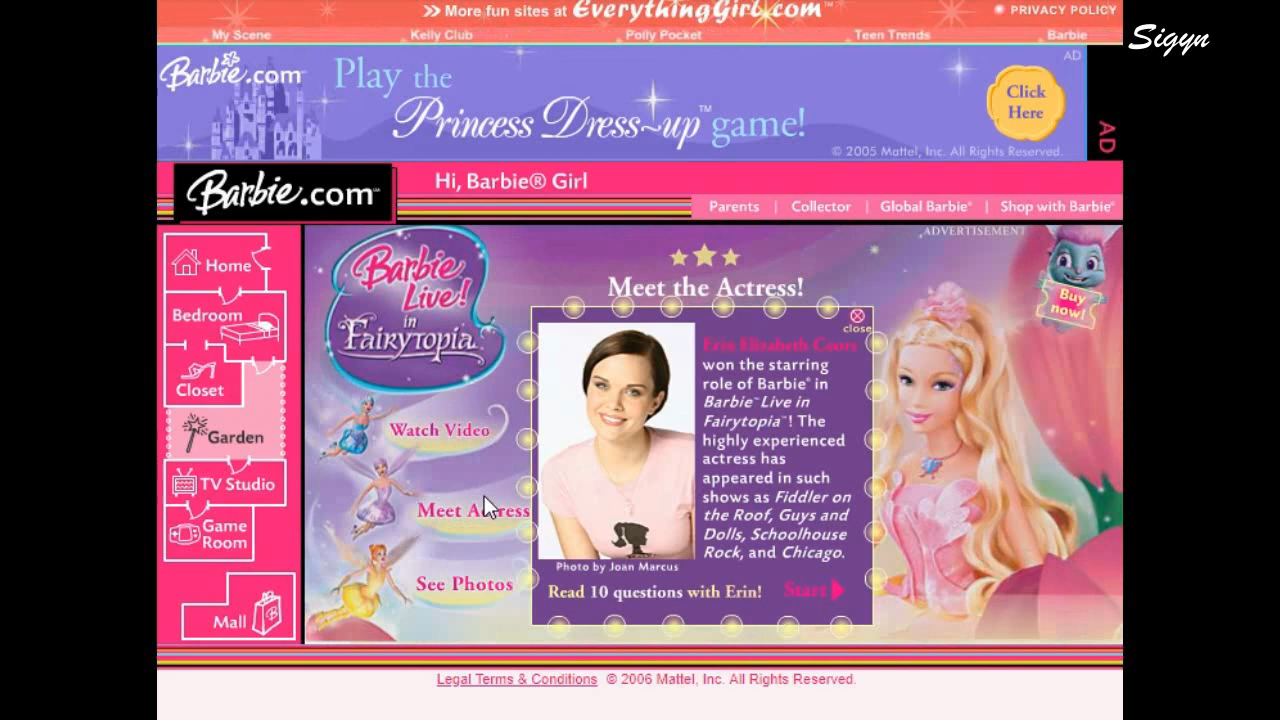 More fun sites at EverythingGirl.com™
PRIVACY POLICY
My Scene
Kelly Club
Polly Pocket
Teen Trends
Barbie
Sigyn
Barbie.com
Play the
Princess Dress~up™ game!
AD
Click
Here
© 2005 Mattel, Inc. All Rights Reserved.
AD
Barbie.com
Hi, Barbie® Girl
Parents | Collector | Global Barbie® | Shop with Barbie®
Home
Bedroom
Closet
Garden
TV Studio
Game
Room
Mall
Barbie
Live!
in
Fairytopia
Watch Video
Meet Actress
See Photos
ADVERTISEMENT
Buy
now!
Meet the Actress!
close
Erin Elizabeth Coors
won the starring
role of Barbie® in
Barbie™ Live in
Fairytopia™! The
highly experienced
actress has
appeared in such
shows as Fiddler on
the Roof, Guys and
Dolls, Schoolhouse
Rock, and Chicago.
Photo by Joan Marcus
Read 10 questions with Erin!
Start
Legal Terms & Conditions © 2006 Mattel, Inc. All Rights Reserved.